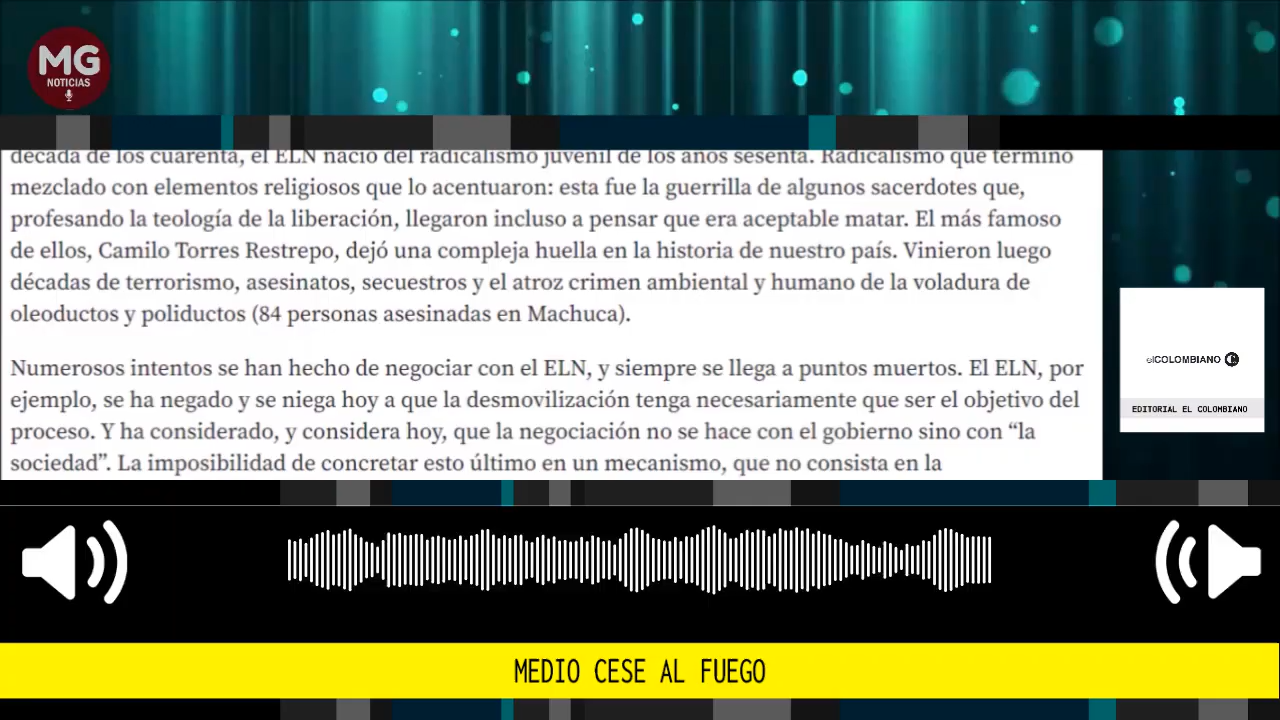 MG
NOTICIAS
década de los cuarenta, el ELN nació del radicalismo juvenil de los años sesenta. Radicalismo que terminó
mezclado con elementos religiosos que lo acentuaron: esta fue la guerrilla de algunos sacerdotes que,
profesando la teología de la liberación, llegaron incluso a pensar que era aceptable matar. El más famoso
de ellos, Camilo Torres Restrepo, dejó una compleja huella en la historia de nuestro país. Vinieron luego
décadas de terrorismo, asesinatos, secuestros y el atroz crimen ambiental y humano de la voladura de
oleoductos y poliductos (84 personas asesinadas en Machuca).
Numerosos intentos se han hecho de negociar con el ELN, y siempre se llega a puntos muertos. El ELN, por
ejemplo, se ha negado y se niega hoy a que la desmovilización tenga necesariamente que ser el objetivo del
proceso. Y ha considerado, y considera hoy, que la negociación no se hace con el gobierno sino con “la
sociedad”. La imposibilidad de concretar esto último en un mecanismo, que no consista en la
elCOLOMBIANO C
EDITORIAL EL COLOMBIANO
MEDIO CESE AL FUEGO